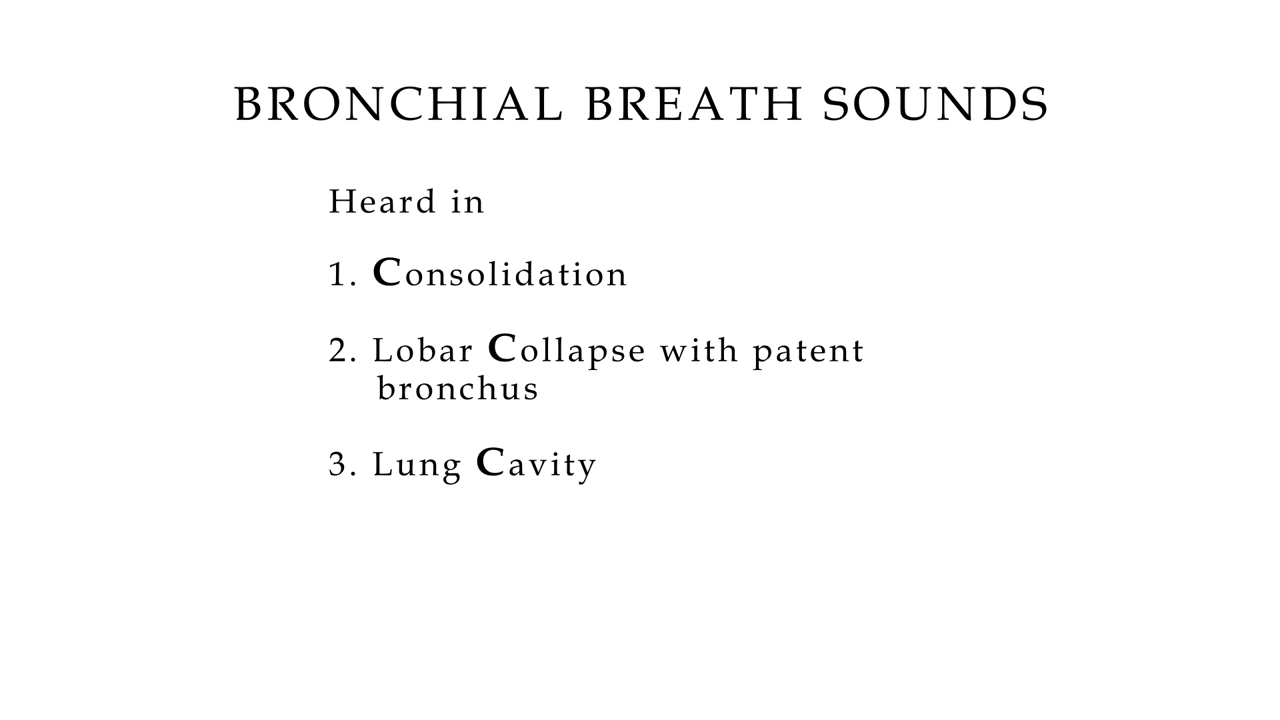 BRONCHIAL BREATH SOUNDS
Heard in
1. Consolidation
2. Lobar Collapse with patent
bronchus
3. Lung Cavity